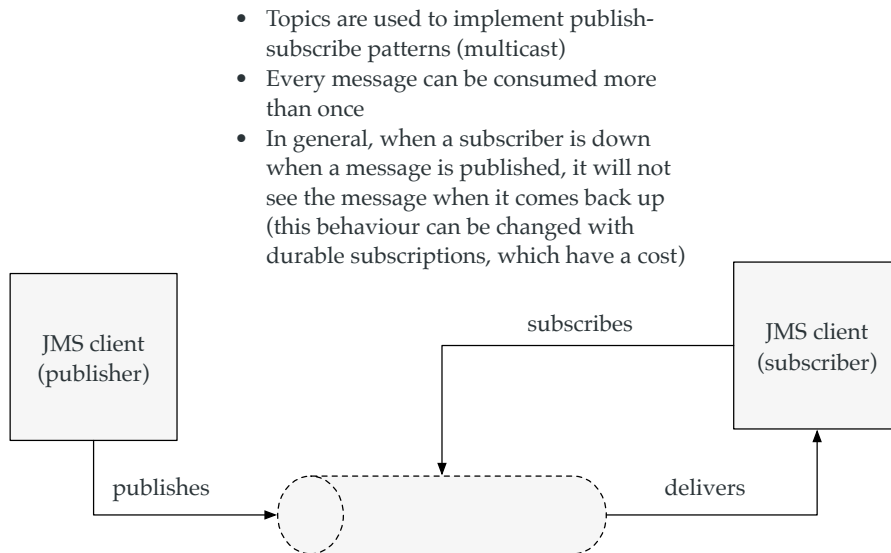 • Topics are used to implement publish-
subscribe patterns (multicast)
• Every message can be consumed more
than once
• In general, when a subscriber is down
when a message is published, it will not
see the message when it comes back up
(this behaviour can be changed with
durable subscriptions, which have a cost)
subscribes
JMS client
(publisher)
JMS client
(subscriber)
publishes
delivers